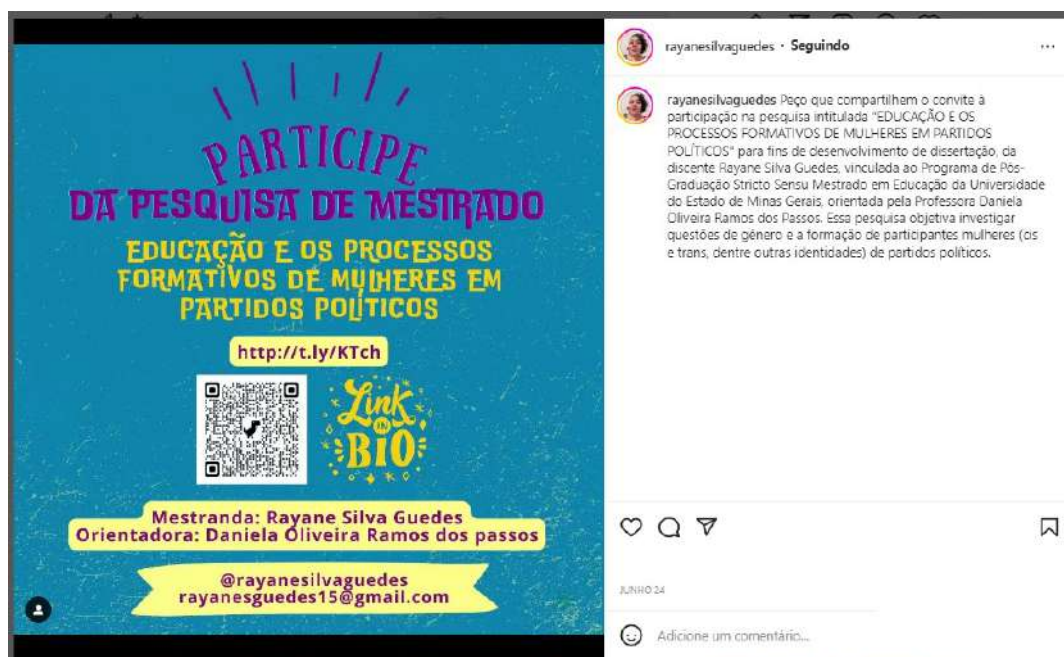 PARTICIPE
DA PESQUISA DE MESTRADO
EDUCAÇÃO E OS PROCESSOS
FORMATIVOS DE MULHERES EM
PARTIDOS POLÍTICOS
http://t.ly/KTch
Link
IN
BIO
Mestranda: Rayane Silva Guedes
Orientadora: Daniela Oliveira Ramos dos passos
@rayanesilvaguedes
rayanesguedes15@gmail.com
rayanesilvaguedes • Seguindo
rayanesilvaguedes Peço que compartilhem o convite à
participação na pesquisa intitulada "EDUCAÇÃO E OS
PROCESSOS FORMATIVOS DE MULHERES EM PARTIDOS
POLÍTICOS" para fins de desenvolvimento de dissertação, da
discente Rayane Silva Guedes, vinculada ao Programa de Pós-
Graduação Stricto Sensu Mestrado em Educação da Universidade
do Estado de Minas Gerais, orientada pela Professora Daniela
Oliveira Ramos dos Passos. Essa pesquisa objetiva investigar
questões de gênero e a formação de participantes mulheres (cis
e trans, dentre outras identidades) de partidos políticos.
JUNHO 24
Adicione um comentário...